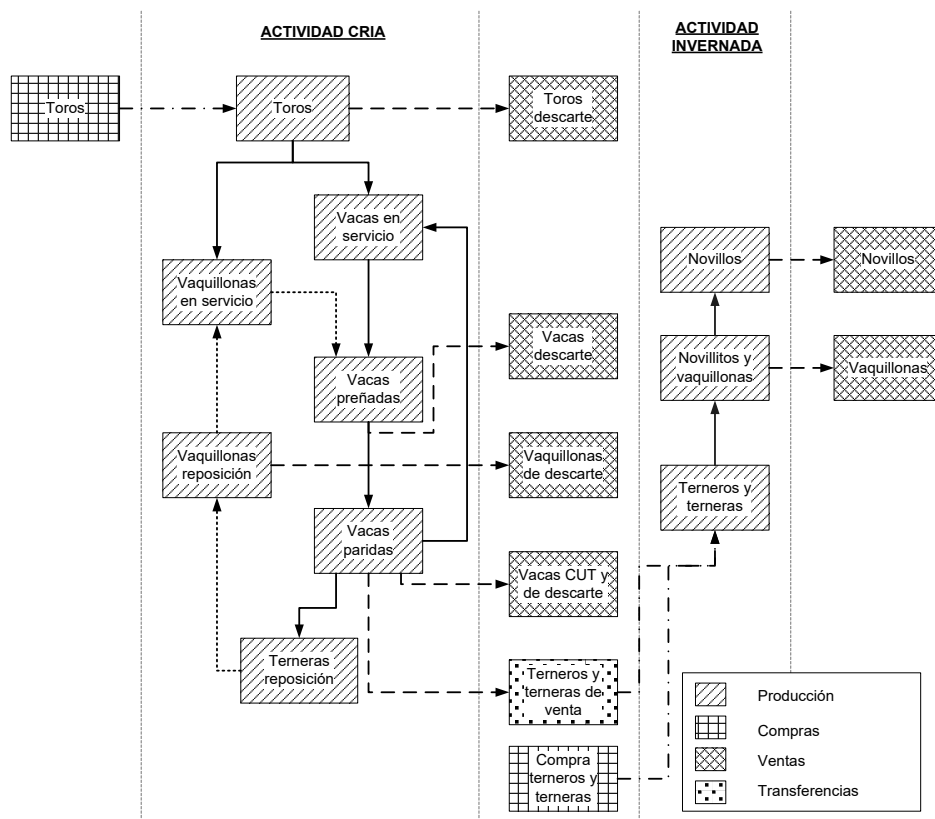 ACTIVIDAD CRIA
ACTIVIDAD
INVERNADA
Toros
Toros
Toros
descarte
Vacas en
servicio
Novillos
Novillos
Vaquillonas
en servicio
Vacas
descarte
Novillitos y
vaquillonas
Vaquillonas
Vacas
preñadas
Vaquillonas
reposición
Vaquillonas
de descarte
Terneros y
terneras
Vacas
paridas
Vacas CUT y
de descarte
Terneras
reposición
Terneros y
terneras de
venta
Compra
terneros y
terneras
Producción
Compras
Ventas
Transferencias